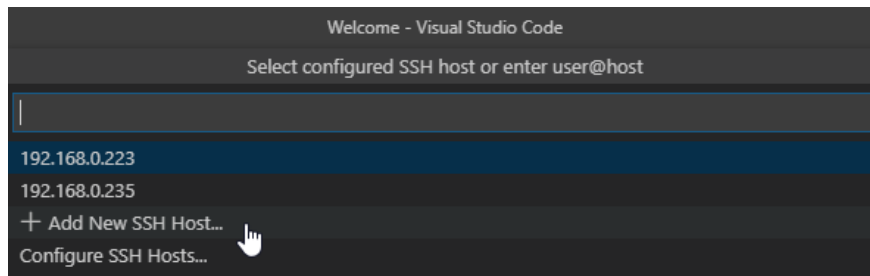 Welcome - Visual Studio Code
Select configured SSH host or enter user@host
192.168.0.223
192.168.0.235
+ Add New SSH Host...
Configure SSH Hosts...